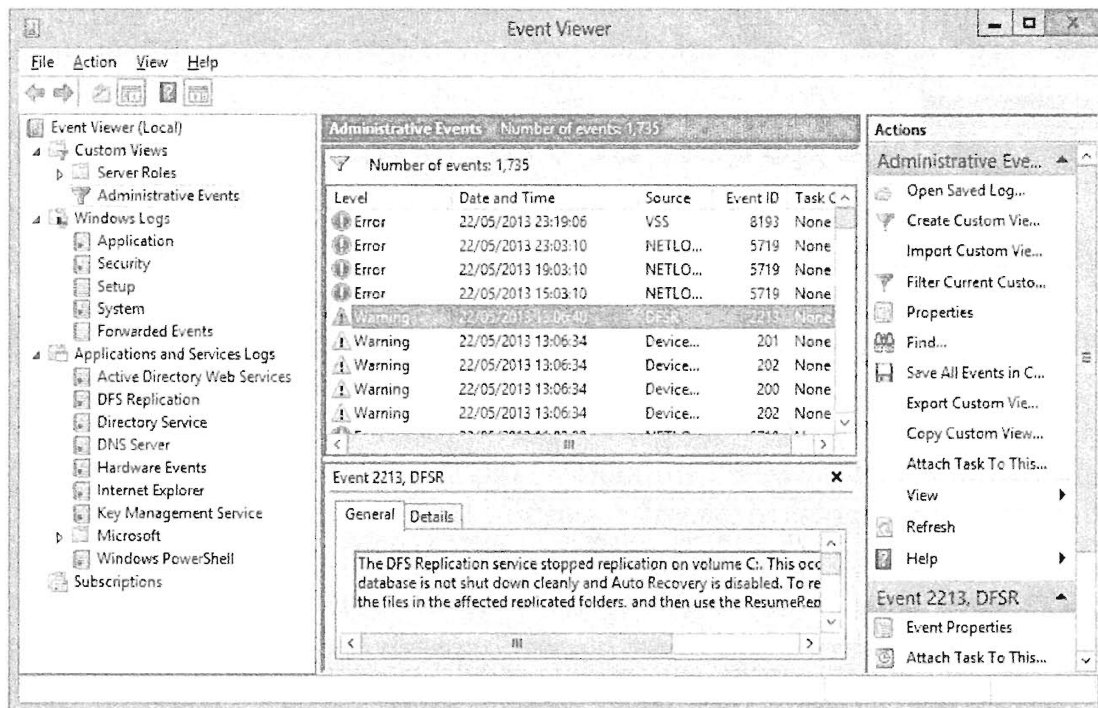 Event Viewer
File Action View Help
Event Viewer (Local)
Custom Views
Server Roles
Administrative Events
Windows Logs
Application
Security
Setup
System
Forwarded Events
Applications and Services Logs
Active Directory Web Services
DFS Replication
Directory Service
DNS Server
Hardware Events
Internet Explorer
Key Management Service
Microsoft
Windows PowerShell
Subscriptions
Administrative Events Number of events: 1,735
Number of events: 1,735
Level Date and Time Source Event ID Task C
Error 22/05/2013 23:19:06 VSS 8193 None
Error 22/05/2013 23:03:10 NETLO... 5719 None
Error 22/05/2013 19:03:10 NETLO... 5719 None
Error 22/05/2013 15:03:10 NETLO... 5719 None
Warning 22/05/2013 DFSR 2213 None
Warning 22/05/2013 13:06:34 Device... 201 None
Warning 22/05/2013 13:06:34 Device... 202 None
Warning 22/05/2013 13:06:34 Device... 200 None
Warning 22/05/2013 13:06:34 Device... 202 None
Event 2213, DFSR
General Details
The DFS Replication service stopped replication on volume C:. This occ
database is not shut down cleanly and Auto Recovery is disabled. To re
the files in the affected replicated folders, and then use the ResumeRep
Actions
Administrative Eve...
Open Saved Log...
Create Custom Vie...
Import Custom Vie...
Filter Current Custo...
Properties
Find...
Save All Events in C...
Export Custom Vie...
Copy Custom View...
Attach Task To This...
View
Refresh
Help
Event 2213, DFSR
Event Properties
Attach Task To This...